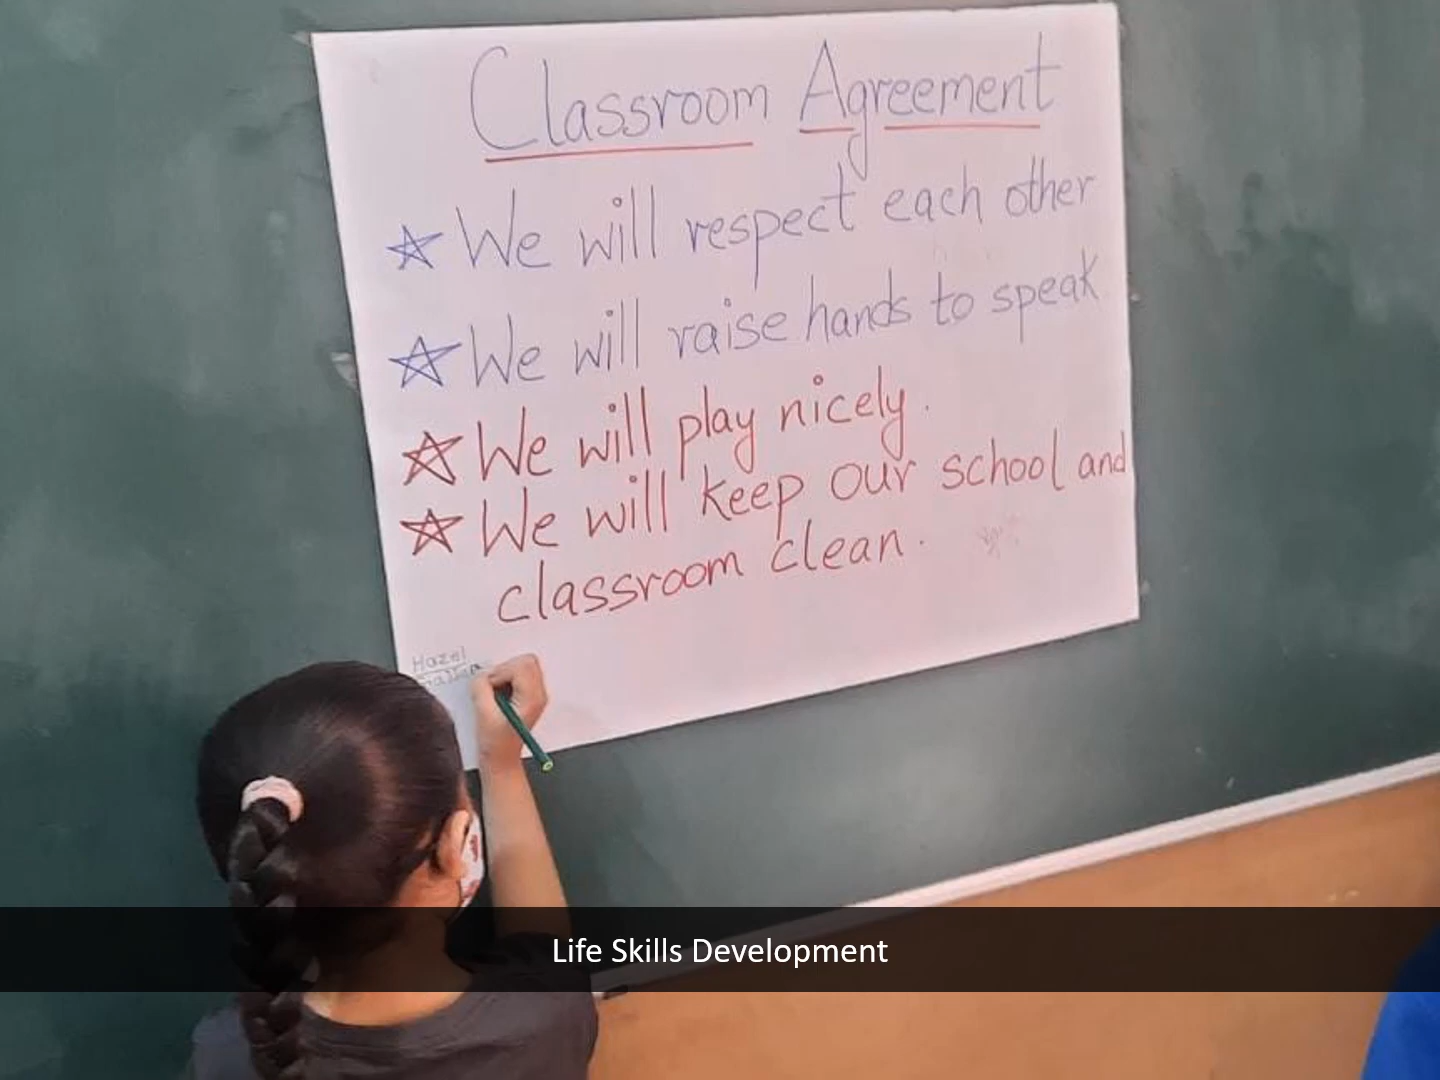 Classroom Agreement
We will respect each other
We will raise hands to speak
We will play nicely.
We will keep our school and
classroom clean.
Hazel
Life Skills Development